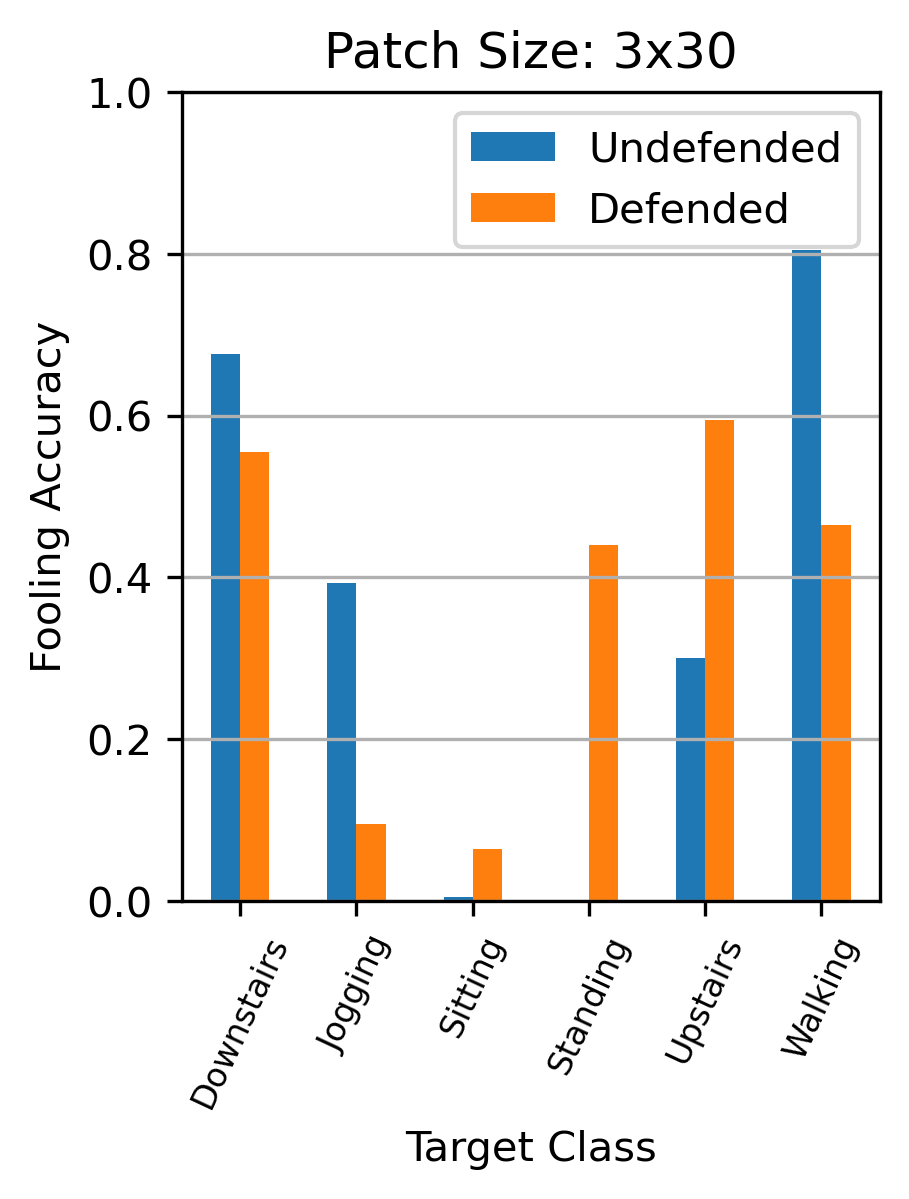 Patch Size: 3x30
1.0
0.8
0.6
0.4
0.2
0.0
Fooling Accuracy
Undefended
Defended
Downstairs
Jogging
Sitting
Standing
Upstairs
Walking
Target Class